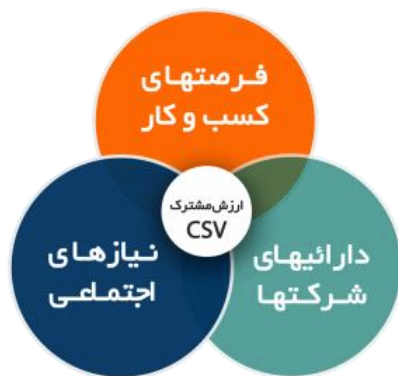 فرصتهای
کسب و کار
ارزش مشترک
CSV
دارائیهای
شرکتها
نیازهای
اجتماعی